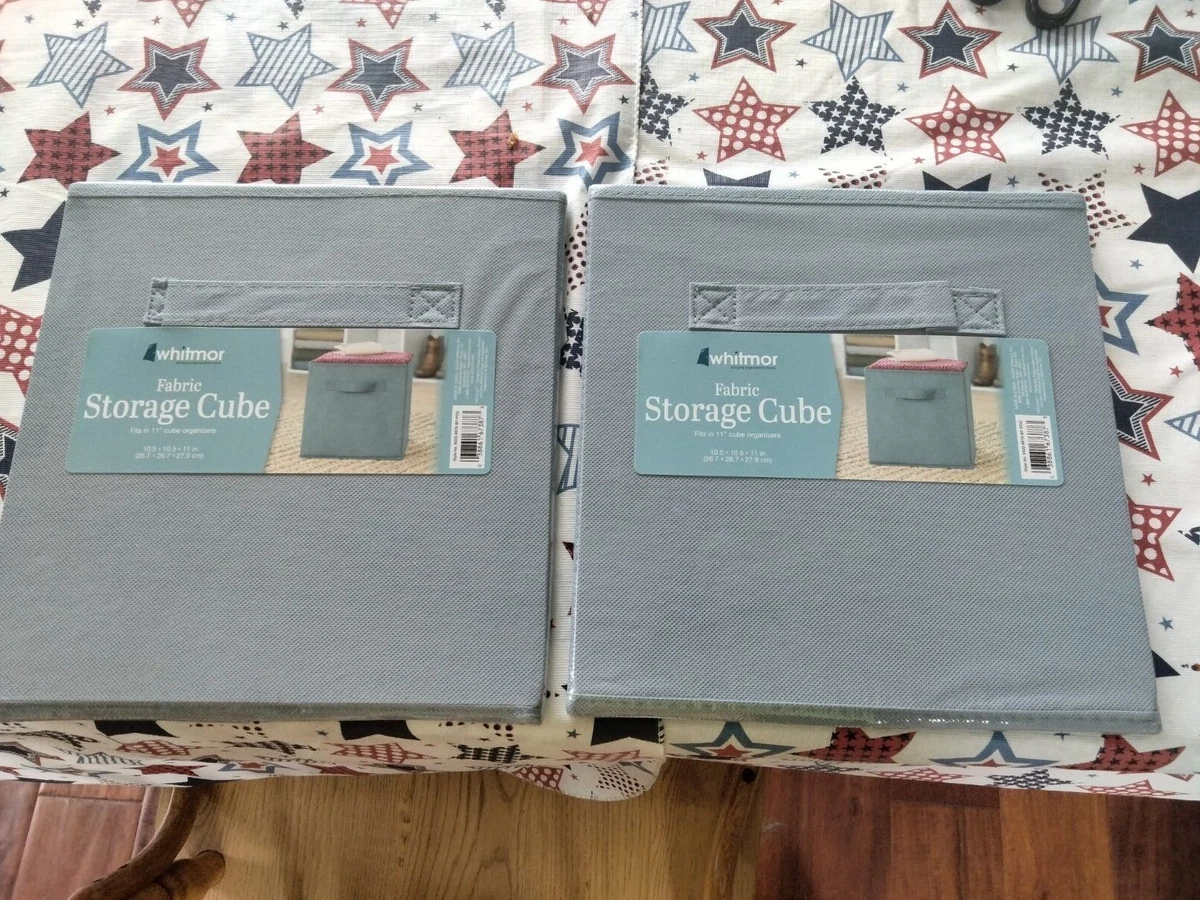 whitmor
Fabric
Storage Cube
Fits in 11" cube organizers
10.5 x 10.5 x 11 in
(26.7 x 26.7 x 27.9 cm)
whitmor
Fabric
Storage Cube
Fits in 11" cube organizers
10.5 x 10.5 x 11 in
(26.7 x 26.7 x 27.9 cm)